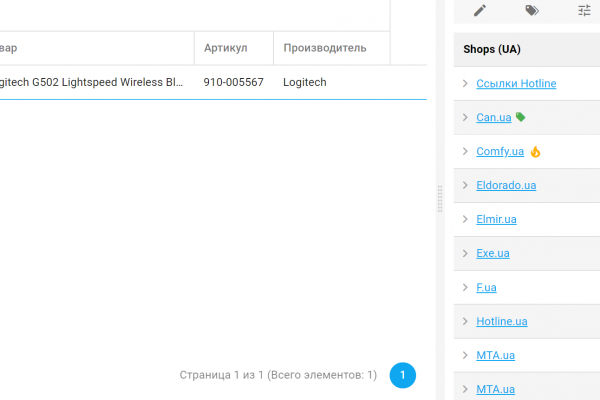 вар Артикул Производитель
gitech G502 Lightspeed Wireless Bl... 910-005567 Logitech
Страница 1 из 1 (Всего элементов: 1) 1
Shops (UA)
Ссылки Hotline
Can.ua
Comfy.ua
Eldorado.ua
Elmir.ua
Exe.ua
F.ua
Hotline.ua
MTA.ua
MTA.ua